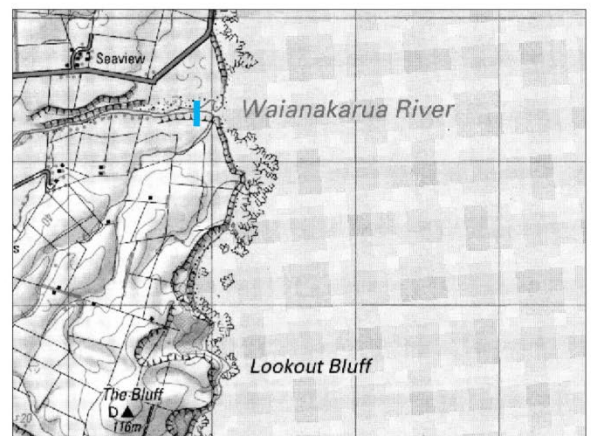 Seaview
Waianakarua River
s
Lookout Bluff
The Bluff
D
116m